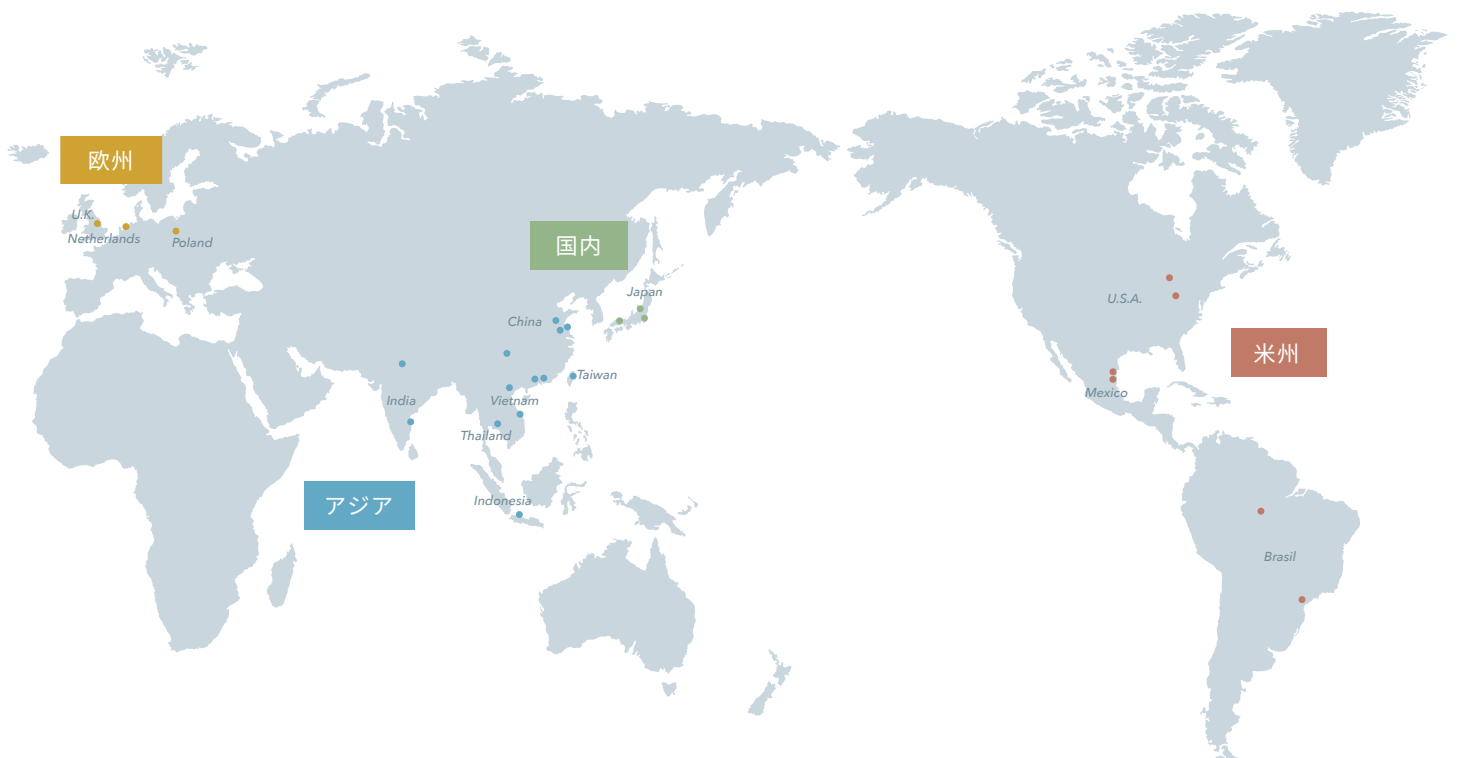 欧州
U.K.
Netherlands
Poland
国内
Japan
China
Taiwan
India
Vietnam
Thailand
アジア
Indonesia
U.S.A.
米州
Mexico
Brasil